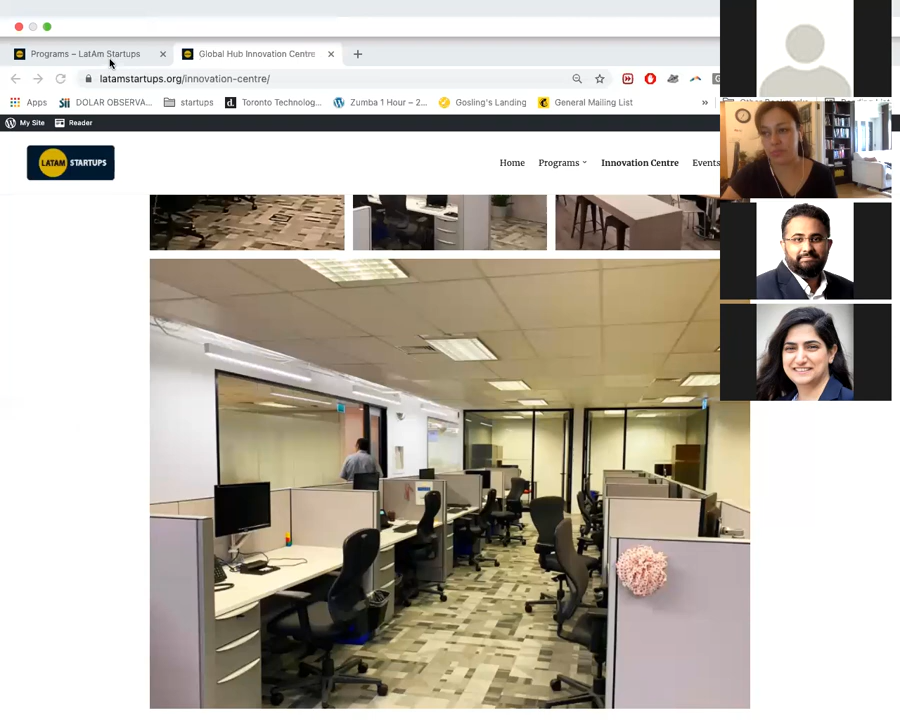 Programs – LatAm Startups
Global Hub Innovation Centre
latamstartups.org/innovation-centre/
Apps
DOLAR OBSERVA...
startups
Toronto Technolog...
Zumba 1 Hour – 2...
Gosling's Landing
General Mailing List
»
My Site
Reader
LATAM STARTUPS
Home
Programs
Innovation Centre
Events